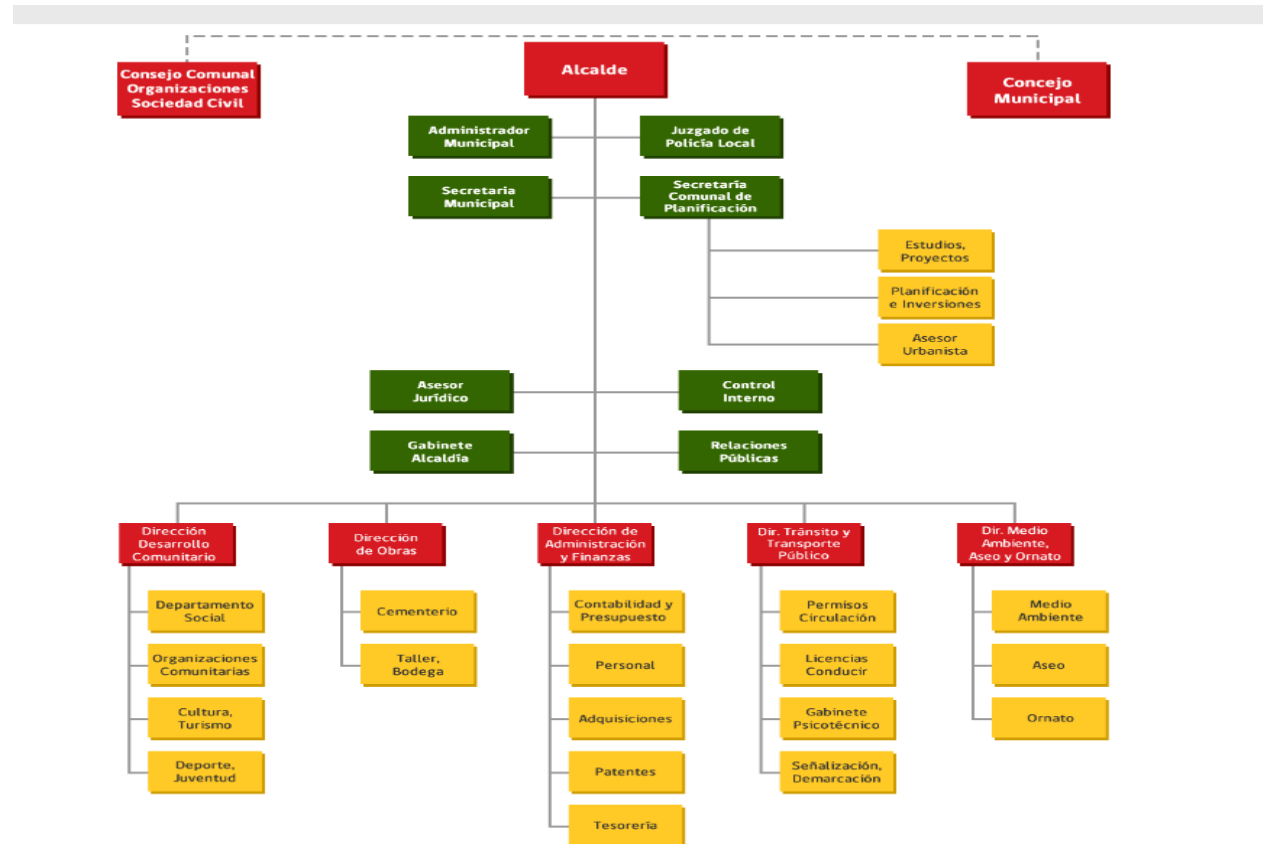 Consejo Comunal
Organizaciones
Sociedad Civil
Alcalde
Concejo
Municipal
Administrador
Municipal
Juzgado de
Policía Local
Secretaria
Municipal
Secretaría
Comunal de
Planificación
Estudios,
Proyectos
Planificación
e Inversiones
Asesor
Urbanista
Asesor
Jurídico
Control
Interno
Gabinete
Alcaldía
Relaciones
Públicas
Dirección
Desarrollo
Comunitario
Departamento
Social
Organizaciones
Comunitarias
Cultura,
Turismo
Deporte,
Juventud
Dirección
de Obras
Cementerio
Taller,
Bodega
Dirección de
Administración
y Finanzas
Contabilidad y
Presupuesto
Personal
Adquisiciones
Patentes
Tesorería
Dir. Tránsito y
Transporte
Público
Permisos
Circulación
Licencias
Conducir
Gabinete
Psicotécnico
Señalización,
Demarcación
Dir. Medio
Ambiente,
Aseo y Ornato
Medio
Ambiente
Aseo
Ornato